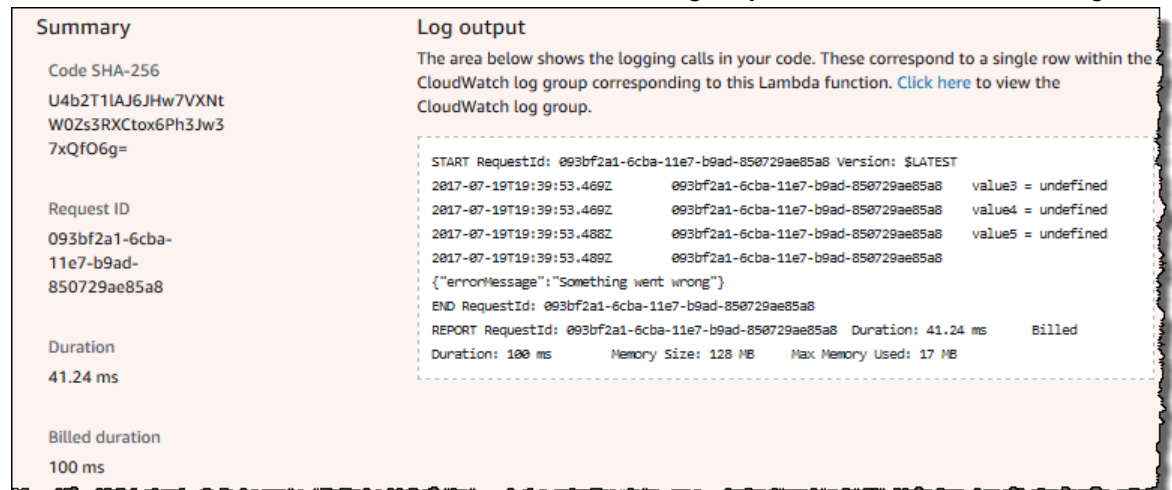 Summary
Code SHA-256
U4b2T1lAJ6JHw7VXNt
W0Zs3RXCtox6Ph3Jw3
7xQfO6g=
Request ID
093bf2a1-6cba-
11e7-b9ad-
850729ae85a8
Duration
41.24 ms
Billed duration
100 ms
Log output
The area below shows the logging calls in your code. These correspond to a single row within the
CloudWatch log group corresponding to this Lambda function. Click here to view the
CloudWatch log group.
START RequestId: 093bf2a1-6cba-11e7-b9ad-850729ae85a8 Version: $LATEST
2017-07-19T19:39:53.469Z 093bf2a1-6cba-11e7-b9ad-850729ae85a8 value3 = undefined
2017-07-19T19:39:53.469Z 093bf2a1-6cba-11e7-b9ad-850729ae85a8 value4 = undefined
2017-07-19T19:39:53.488Z 093bf2a1-6cba-11e7-b9ad-850729ae85a8 value5 = undefined
2017-07-19T19:39:53.489Z 093bf2a1-6cba-11e7-b9ad-850729ae85a8
{"errorMessage":"Something went wrong"}
END RequestId: 093bf2a1-6cba-11e7-b9ad-850729ae85a8
REPORT RequestId: 093bf2a1-6cba-11e7-b9ad-850729ae85a8 Duration: 41.24 ms Billed
Duration: 100 ms Memory Size: 128 MB Max Memory Used: 17 MB